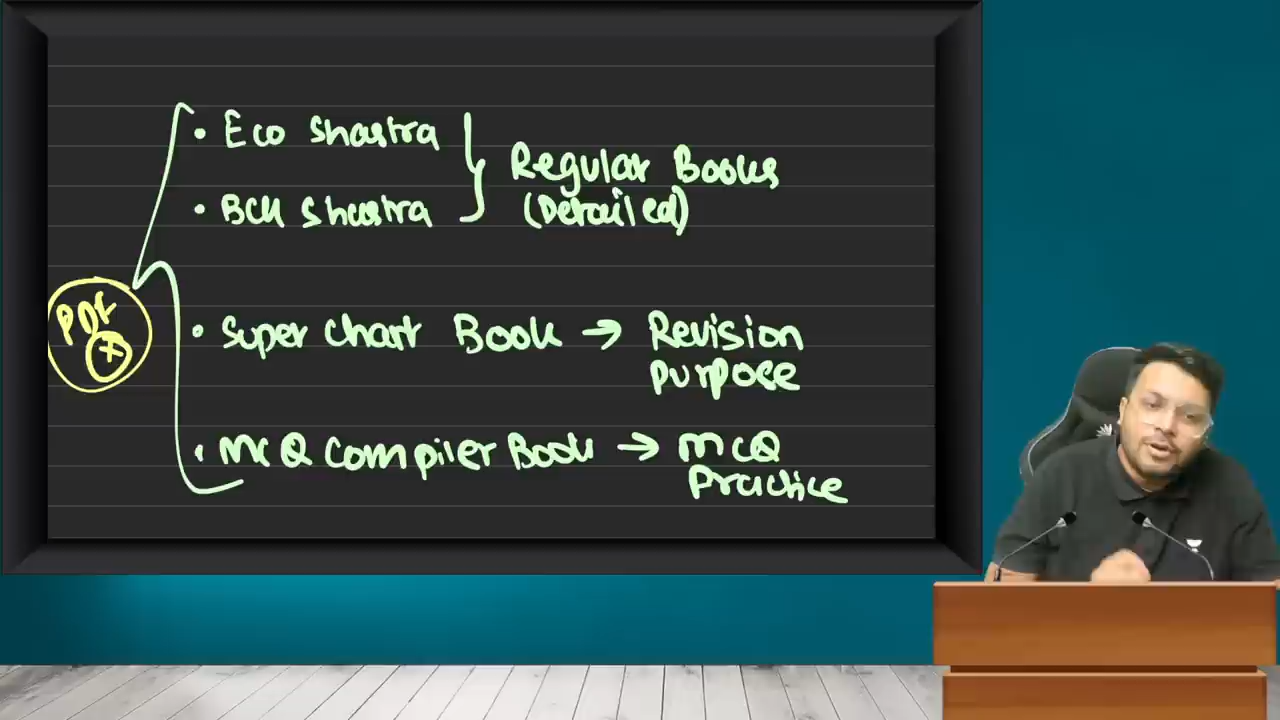 • Eco Shastra
Regular Books
(Detailed)
• BCK Shastra
PDF
• Super Chart Book → Revision
purpose
• MCQ Compiler Book → MCQ
Practice